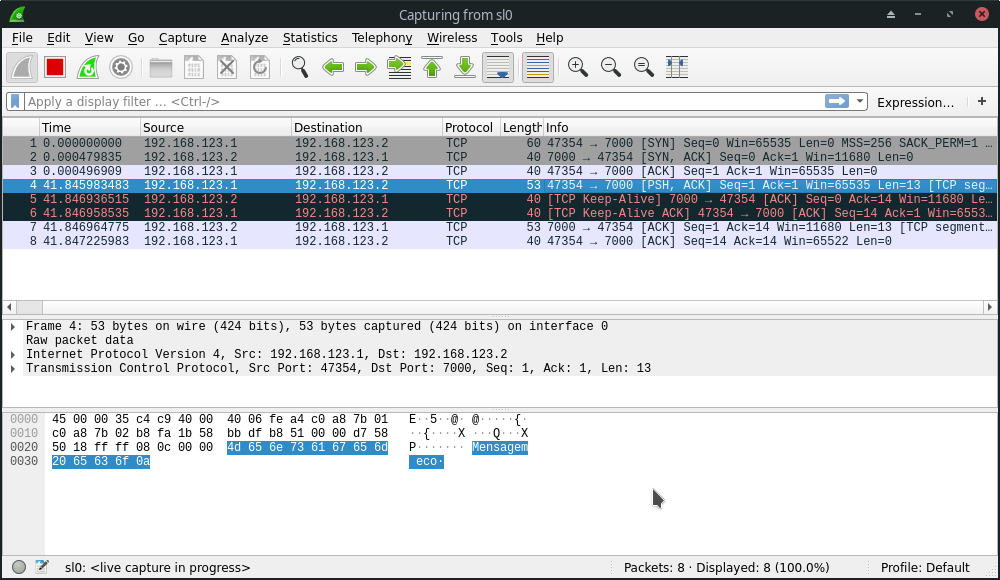 Capturing from sl0
File Edit View Go Capture Analyze Statistics Telephony Wireless Tools Help
Apply a display filter … <Ctrl-/> Expression… +
Time Source Destination Protocol Length Info
1 0.000000000 192.168.123.1 192.168.123.2 TCP 60 47354 → 7000 [SYN] Seq=0 Win=65535 Len=0 MSS=256 SACK_PERM=1 …
2 0.000479835 192.168.123.2 192.168.123.1 TCP 40 7000 → 47354 [SYN, ACK] Seq=0 Ack=1 Win=11680 Len=0
3 0.000496909 192.168.123.1 192.168.123.2 TCP 40 47354 → 7000 [ACK] Seq=1 Ack=1 Win=65535 Len=0
4 41.845983483 192.168.123.1 192.168.123.2 TCP 53 47354 → 7000 [PSH, ACK] Seq=1 Ack=1 Win=65535 Len=13 [TCP seg…
5 41.846936515 192.168.123.2 192.168.123.1 TCP 40 [TCP Keep-Alive] 7000 → 47354 [ACK] Seq=0 Ack=14 Win=11680 Le…
6 41.846958535 192.168.123.1 192.168.123.2 TCP 40 [TCP Keep-Alive ACK] 47354 → 7000 [ACK] Seq=14 Ack=1 Win=6553…
7 41.846964775 192.168.123.2 192.168.123.1 TCP 53 7000 → 47354 [ACK] Seq=1 Ack=14 Win=11680 Len=13 [TCP segment…
8 41.847225983 192.168.123.1 192.168.123.2 TCP 40 47354 → 7000 [ACK] Seq=14 Ack=14 Win=65522 Len=0
Frame 4: 53 bytes on wire (424 bits), 53 bytes captured (424 bits) on interface 0
Raw packet data
Internet Protocol Version 4, Src: 192.168.123.1, Dst: 192.168.123.2
Transmission Control Protocol, Src Port: 47354, Dst Port: 7000, Seq: 1, Ack: 1, Len: 13
0000 45 00 00 35 c4 c9 40 00 40 06 fe a4 c0 a8 7b 01 E··5··@· @·····{·
0010 c0 a8 7b 02 b8 fa 1b 58 bb df b8 51 00 00 d7 58 ··{····X ···Q···X
0020 50 18 ff ff 08 0c 00 00 4d 65 6e 73 61 67 65 6d P······· Mensagem
0030 20 65 63 6f 0a eco·
sl0: <live capture in progress> Packets: 8 · Displayed: 8 (100.0%) Profile: Default